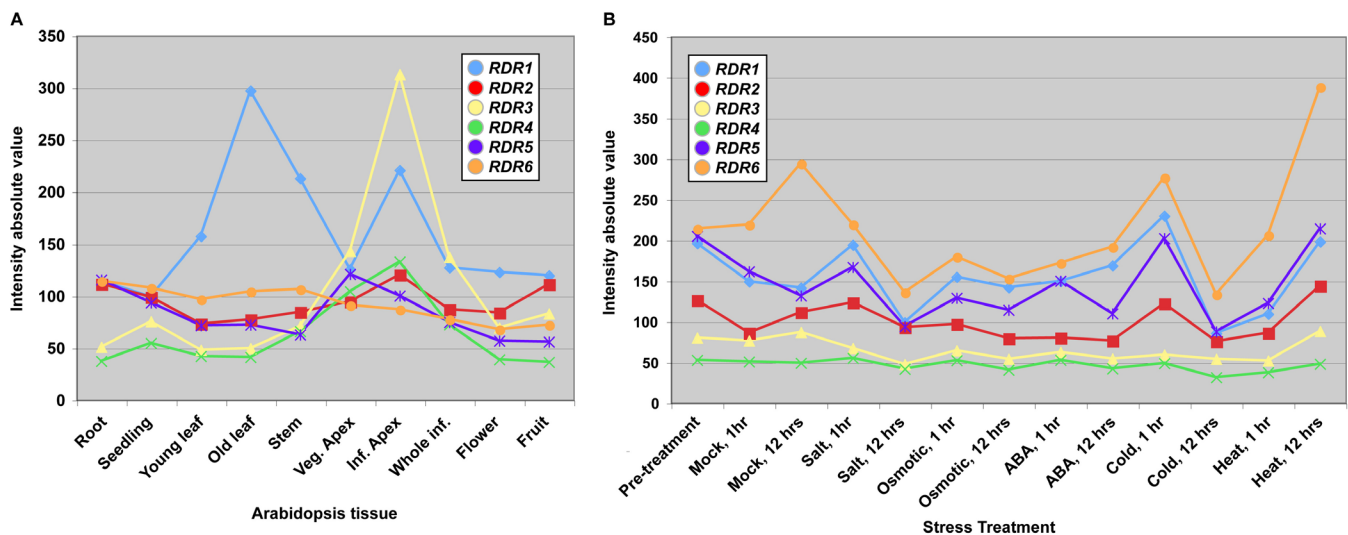 A
Intensity absolute value
350
300
250
200
150
100
50
0
RDR1
RDR2
RDR3
RDR4
RDR5
RDR6
Root
Seedling
Young leaf
Old leaf
Stem
Veg. Apex
Inf. Apex
Whole inf.
Flower
Fruit
Arabidopsis tissue
B
Intensity absolute value
450
400
350
300
250
200
150
100
50
0
RDR1
RDR2
RDR3
RDR4
RDR5
RDR6
Pre-treatment
Mock, 1hr
Mock, 12 hrs
Salt, 1hr
Salt, 12 hrs
Osmotic, 1 hr
Osmotic, 12 hrs
ABA, 1 hr
ABA, 12 hrs
Cold, 1 hr
Cold, 12 hrs
Heat, 1 hr
Heat, 12 hrs
Stress Treatment